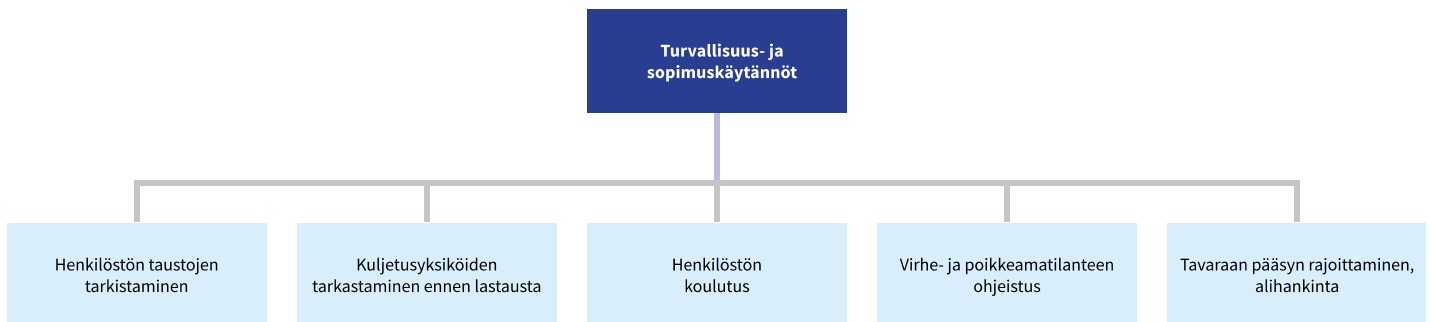 Turvallisuus- ja
sopimuskäytännöt
Henkilöstön taustojen
tarkistaminen
Kuljetusyksiköiden
tarkastaminen ennen lastausta
Henkilöstön
koulutus
Virhe- ja poikkeamatilanteen
ohjeistus
Tavaraan pääsyn rajoittaminen,
alihankinta